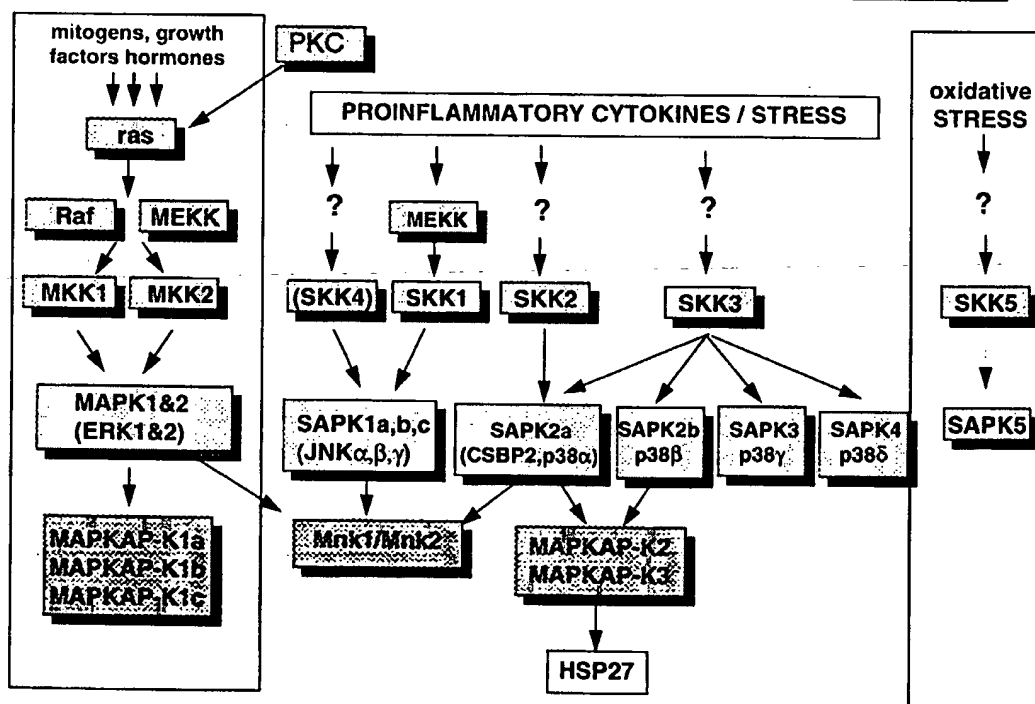 mitogens, growth
factors hormones
PKC
ras
Raf
MEKK
MKK1
MKK2
MAPK1&2
(ERK1&2)
MAPKAP-K1a
MAPKAP-K1b
MAPKAP-K1c
PROINFLAMMATORY CYTOKINES / STRESS
?
MEKK
?
?
(SKK4)
SKK1
SKK2
SKK3
SAPK1a,b,c
(JNKα,β,γ)
SAPK2a
(CSBP2,p38α)
SAPK2b
p38β
SAPK3
p38γ
SAPK4
p38δ
Mnk1/Mnk2
MAPKAP-K2
MAPKAP-K3
HSP27
oxidative
STRESS
?
SKK5
SAPK5